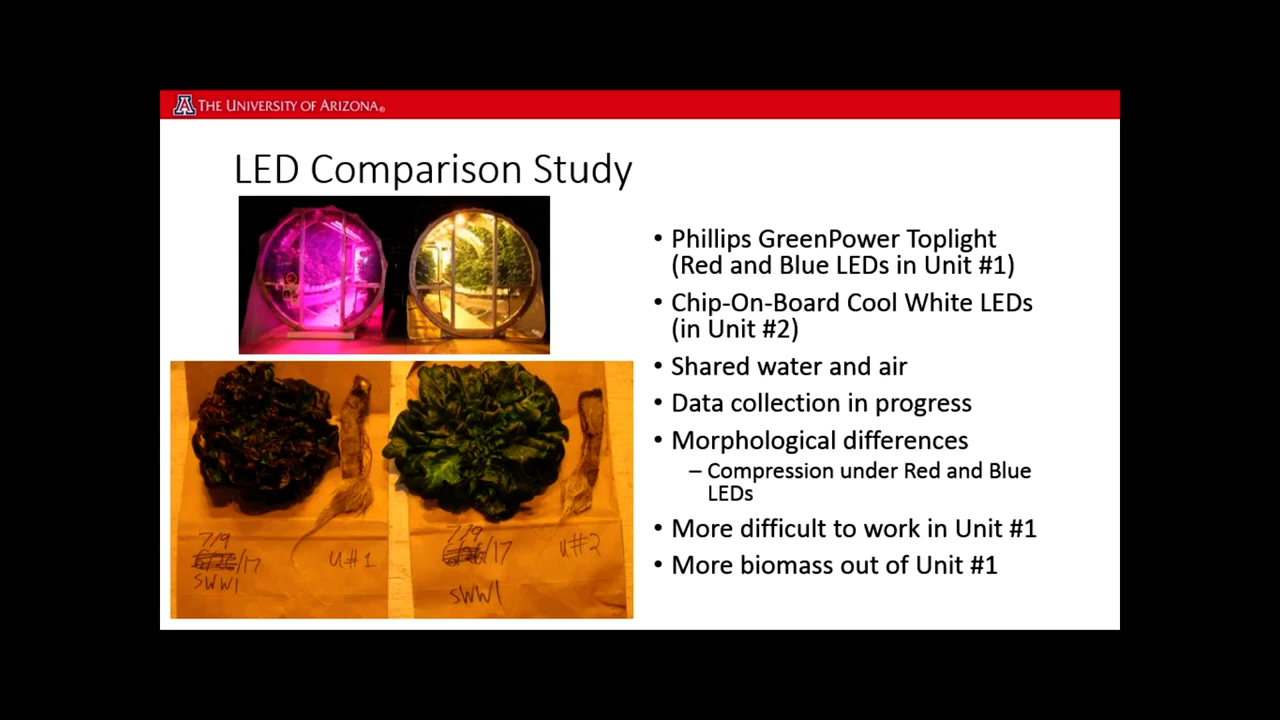 THE UNIVERSITY OF ARIZONA®
LED Comparison Study
• Phillips GreenPower Toplight
(Red and Blue LEDs in Unit #1)
• Chip-On-Board Cool White LEDs
(in Unit #2)
• Shared water and air
• Data collection in progress
• Morphological differences
– Compression under Red and Blue
LEDs
• More difficult to work in Unit #1
• More biomass out of Unit #1
7/9
/17 U#1
SWW1
7/9
/17 U#2
SWW1